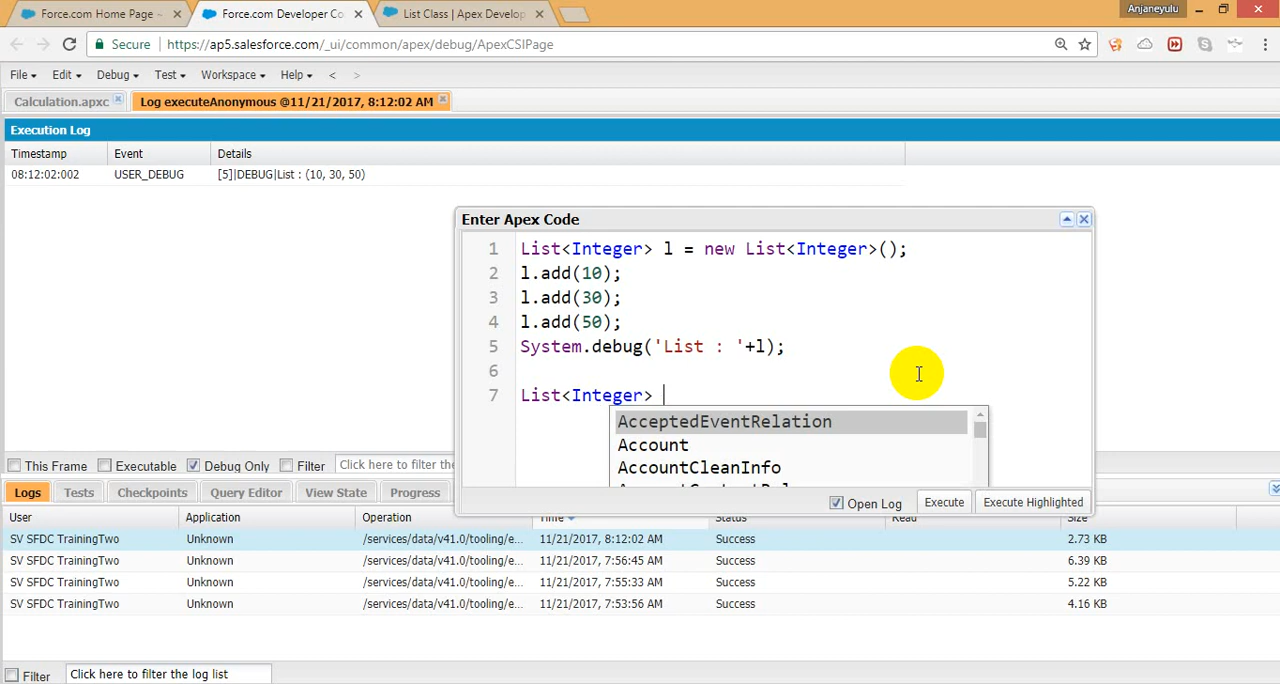 Force.com Home Page ~
Force.com Developer Co
List Class | Apex Develop
Anjaneyulu
Secure
https://ap5.salesforce.com/_ui/common/apex/debug/ApexCSIPage
File Edit Debug Test Workspace Help < >
Calculation.apxc
Log executeAnonymous @11/21/2017, 8:12:02 AM
Execution Log
Timestamp Event Details
08:12:02:002 USER_DEBUG [5]|DEBUG|List : (10, 30, 50)
Enter Apex Code
1 List<Integer> l = new List<Integer>();
2 l.add(10);
3 l.add(30);
4 l.add(50);
5 System.debug('List : '+l);
6
7 List<Integer>
AcceptedEventRelation
Account
AccountCleanInfo
Open Log Execute Execute Highlighted
This Frame Executable Debug Only Filter Click here to filter the
Logs Tests Checkpoints Query Editor View State Progress
User Application Operation Time Status Read Size
SV SFDC TrainingTwo Unknown /services/data/v41.0/tooling/e... 11/21/2017, 8:12:02 AM Success 2.73 KB
SV SFDC TrainingTwo Unknown /services/data/v41.0/tooling/e... 11/21/2017, 7:56:45 AM Success 6.39 KB
SV SFDC TrainingTwo Unknown /services/data/v41.0/tooling/e... 11/21/2017, 7:55:33 AM Success 5.22 KB
SV SFDC TrainingTwo Unknown /services/data/v41.0/tooling/e... 11/21/2017, 7:53:56 AM Success 4.16 KB
Filter Click here to filter the log list